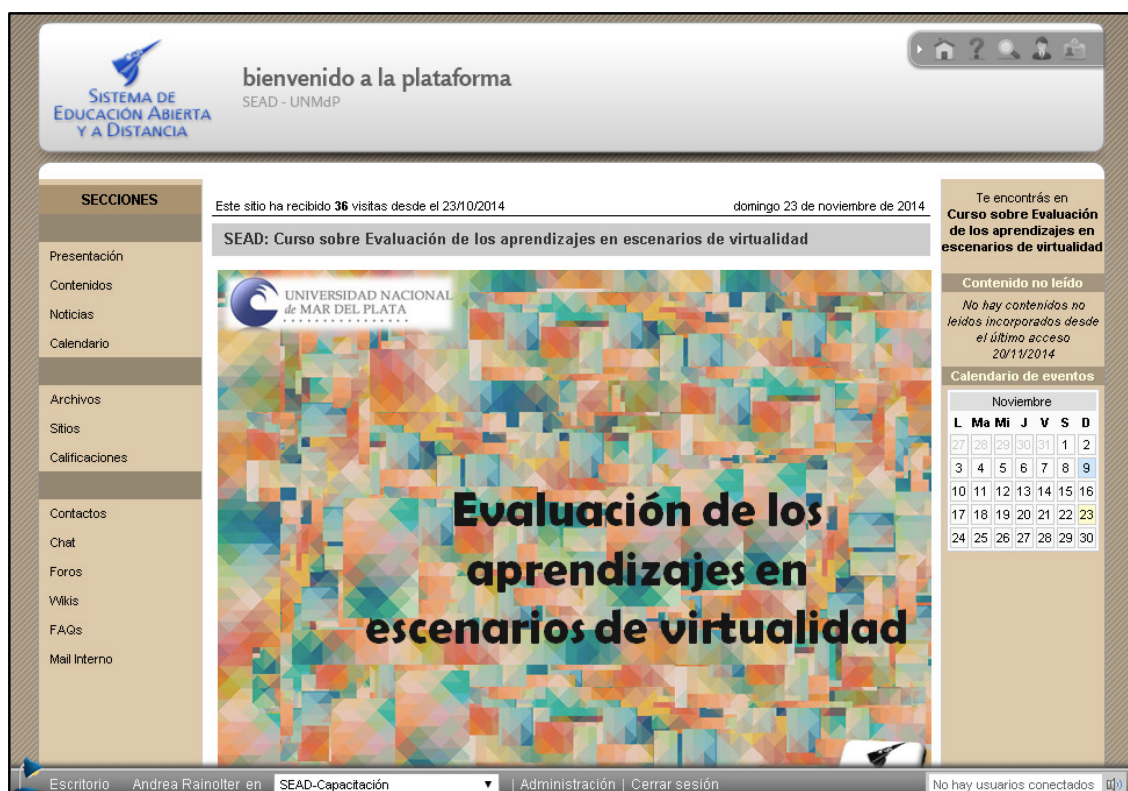 SISTEMA DE
EDUCACIÓN ABIERTA
Y A DISTANCIA
bienvenido a la plataforma
SEAD - UNMdP
SECCIONES
Presentación
Contenidos
Noticias
Calendario
Archivos
Sitios
Calificaciones
Contactos
Chat
Foros
Wikis
FAQs
Mail Interno
Este sitio ha recibido 36 visitas desde el 23/10/2014
domingo 23 de noviembre de 2014
SEAD: Curso sobre Evaluación de los aprendizajes en escenarios de virtualidad
UNIVERSIDAD NACIONAL
de MAR DEL PLATA
Evaluación de los
aprendizajes en
escenarios de virtualidad
Te encontrás en
Curso sobre Evaluación
de los aprendizajes en
escenarios de virtualidad
Contenido no leído
No hay contenidos no
leidos incorporados desde
el último acceso
20/11/2014
Calendario de eventos
Noviembre
L Ma Mi J V S D
27 28 29 30 31 1 2
3 4 5 6 7 8 9
10 11 12 13 14 15 16
17 18 19 20 21 22 23
24 25 26 27 28 29 30
Escritorio Andrea Rainolter en SEAD-Capacitación | Administración | Cerrar sesión
No hay usuarios conectados